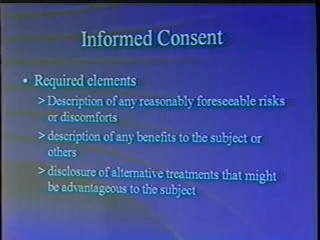 Informed Consent
• Required elements
> Description of any reasonably foreseeable risks
or discomforts
> description of any benefits to the subject or
others
> disclosure of alternative treatments that might
be advantageous to the subject